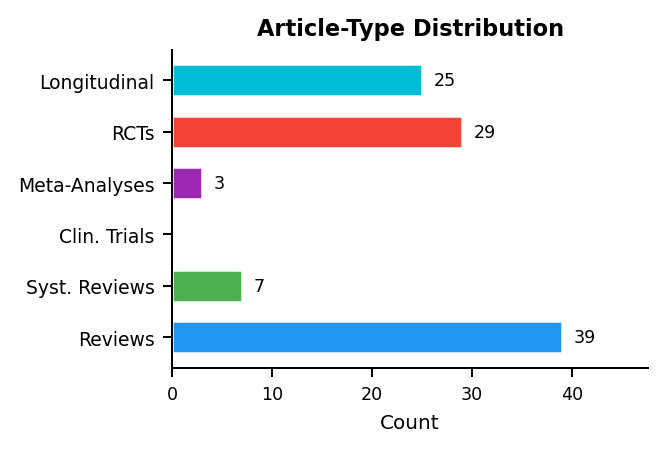 Article-Type Distribution
Longitudinal 25
RCTs 29
Meta-Analyses 3
Clin. Trials
Syst. Reviews 7
Reviews 39
0 10 20 30 40
Count